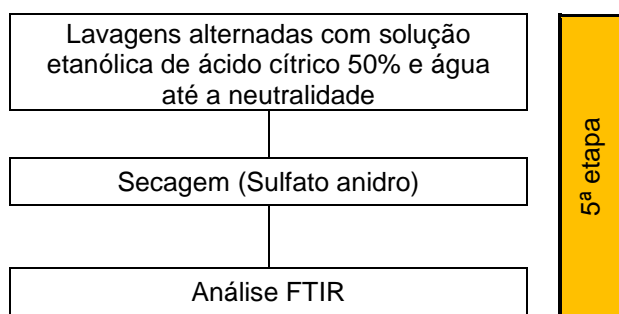 Lavagens alternadas com solução
etanólica de ácido cítrico 50% e água
até a neutralidade
Secagem (Sulfato anidro)
Análise FTIR
5ª etapa